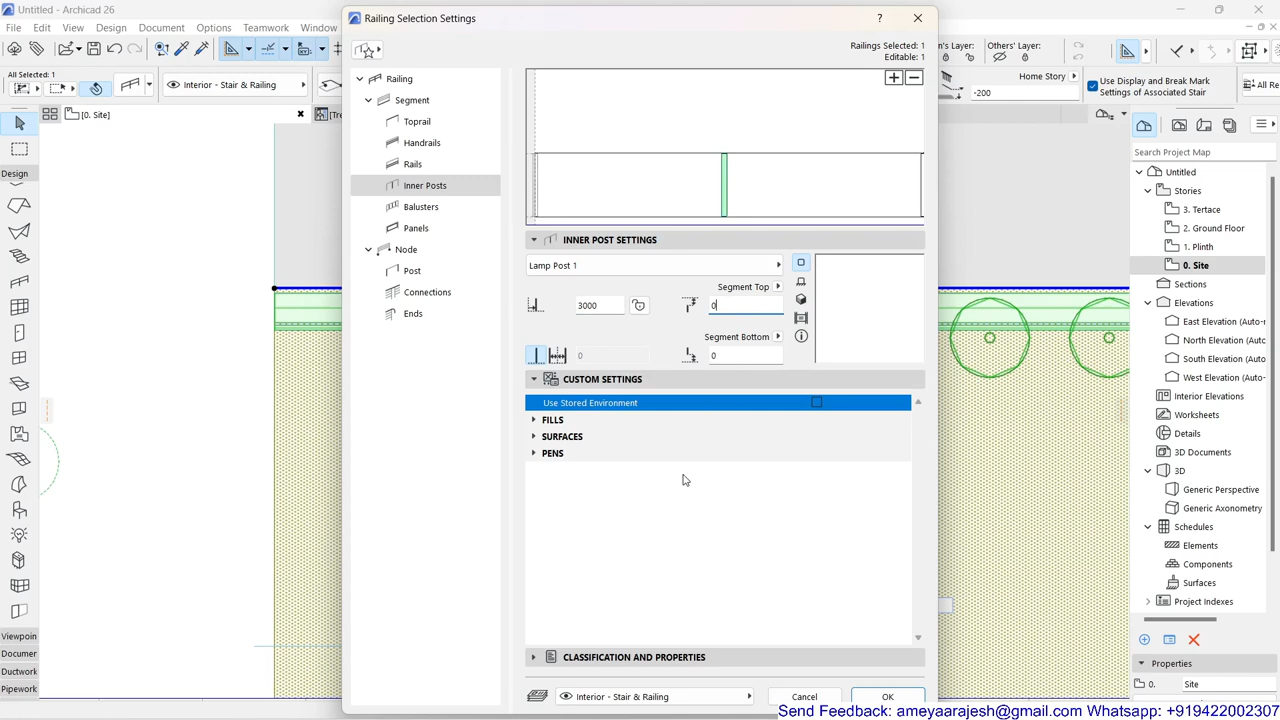 Untitled - Archicad 26
File Edit View Design Document Options Teamwork Window
All Selected: 1
Interior - Stair & Railing
[0. Site]
Design
Viewpoin
Documer
Ductwork
Pipework
Railing Selection Settings
?
Railings Selected: 1
Editable: 1
Railing
Segment
Toprail
Handrails
Rails
Inner Posts
Balusters
Panels
Node
Post
Connections
Ends
INNER POST SETTINGS
Lamp Post 1
Segment Top
3000
0
Segment Bottom
0
0
CUSTOM SETTINGS
Use Stored Environment
FILLS
SURFACES
PENS
CLASSIFICATION AND PROPERTIES
Interior - Stair & Railing
Cancel
OK
n's Layer:
Others' Layer:
Home Story
-200
Use Display and Break Mark
Settings of Associated Stair
All Re
Search Project Map
Untitled
Stories
3. Tertace
2. Ground Floor
1. Plinth
0. Site
Sections
Elevations
East Elevation (Auto-r
North Elevation (Autc
South Elevation (Auto
West Elevation (Auto-
Interior Elevations
Worksheets
Details
3D Documents
3D
Generic Perspective
Generic Axonometry
Schedules
Elements
Components
Surfaces
Project Indexes
Properties
0.
Site
Send Feedback: ameyaarajesh@gmail.com Whatsapp: +919422002307